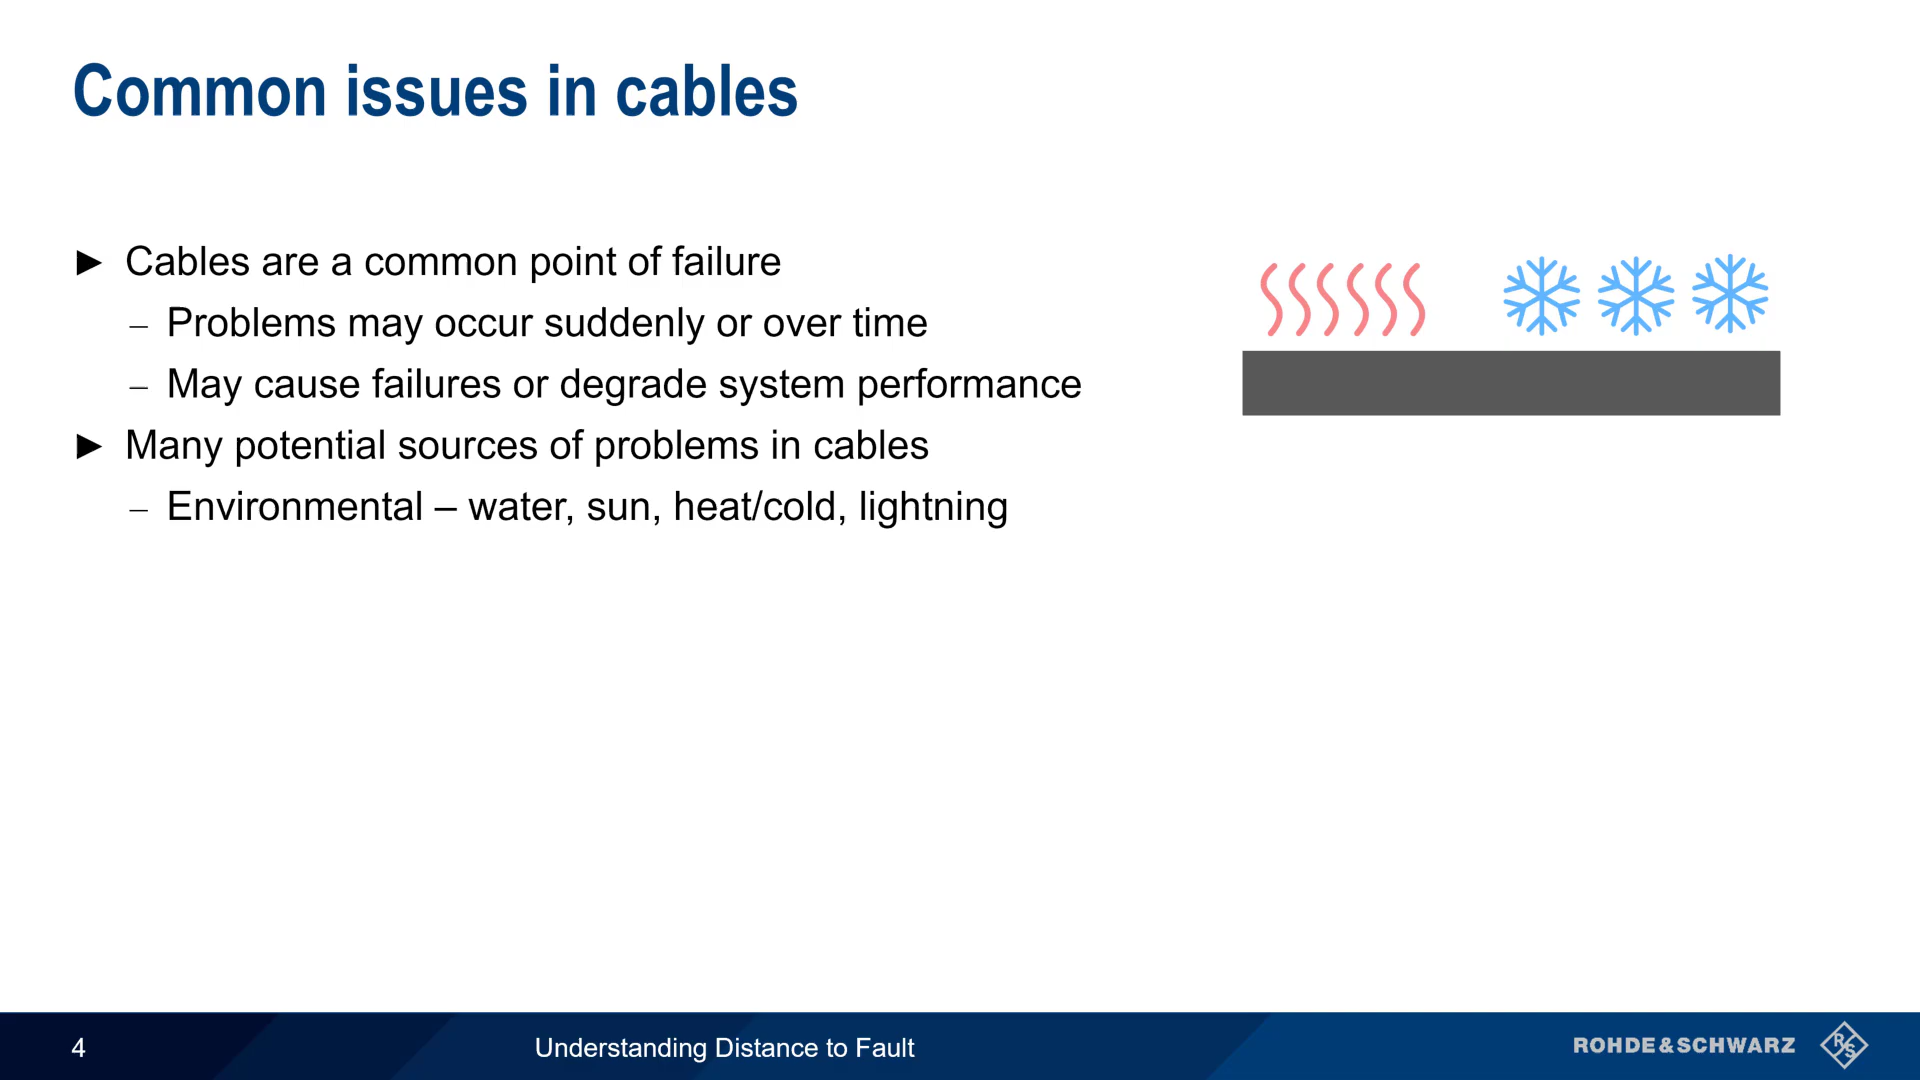 Common issues in cables
► Cables are a common point of failure
– Problems may occur suddenly or over time
– May cause failures or degrade system performance
► Many potential sources of problems in cables
– Environmental – water, sun, heat/cold, lightning
4
Understanding Distance to Fault
ROHDE&SCHWARZ
R&S